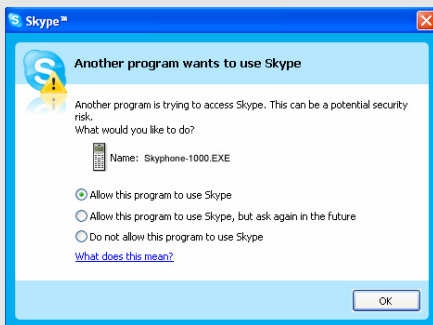 Skype™
Another program wants to use Skype
Another program is trying to access Skype. This can be a potential security
risk.
What would you like to do?
Name: Skyphone-1000.EXE
Allow this program to use Skype
Allow this program to use Skype, but ask again in the future
Do not allow this program to use Skype
What does this mean?
OK